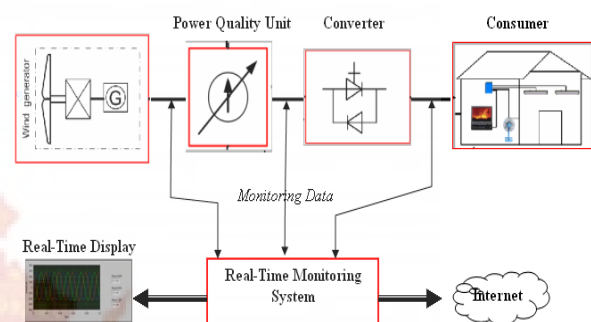 Power Quality Unit
Converter
Consumer
Wind generator
G
Monitoring Data
Real-Time Display
Real-Time Monitoring
System
Internet